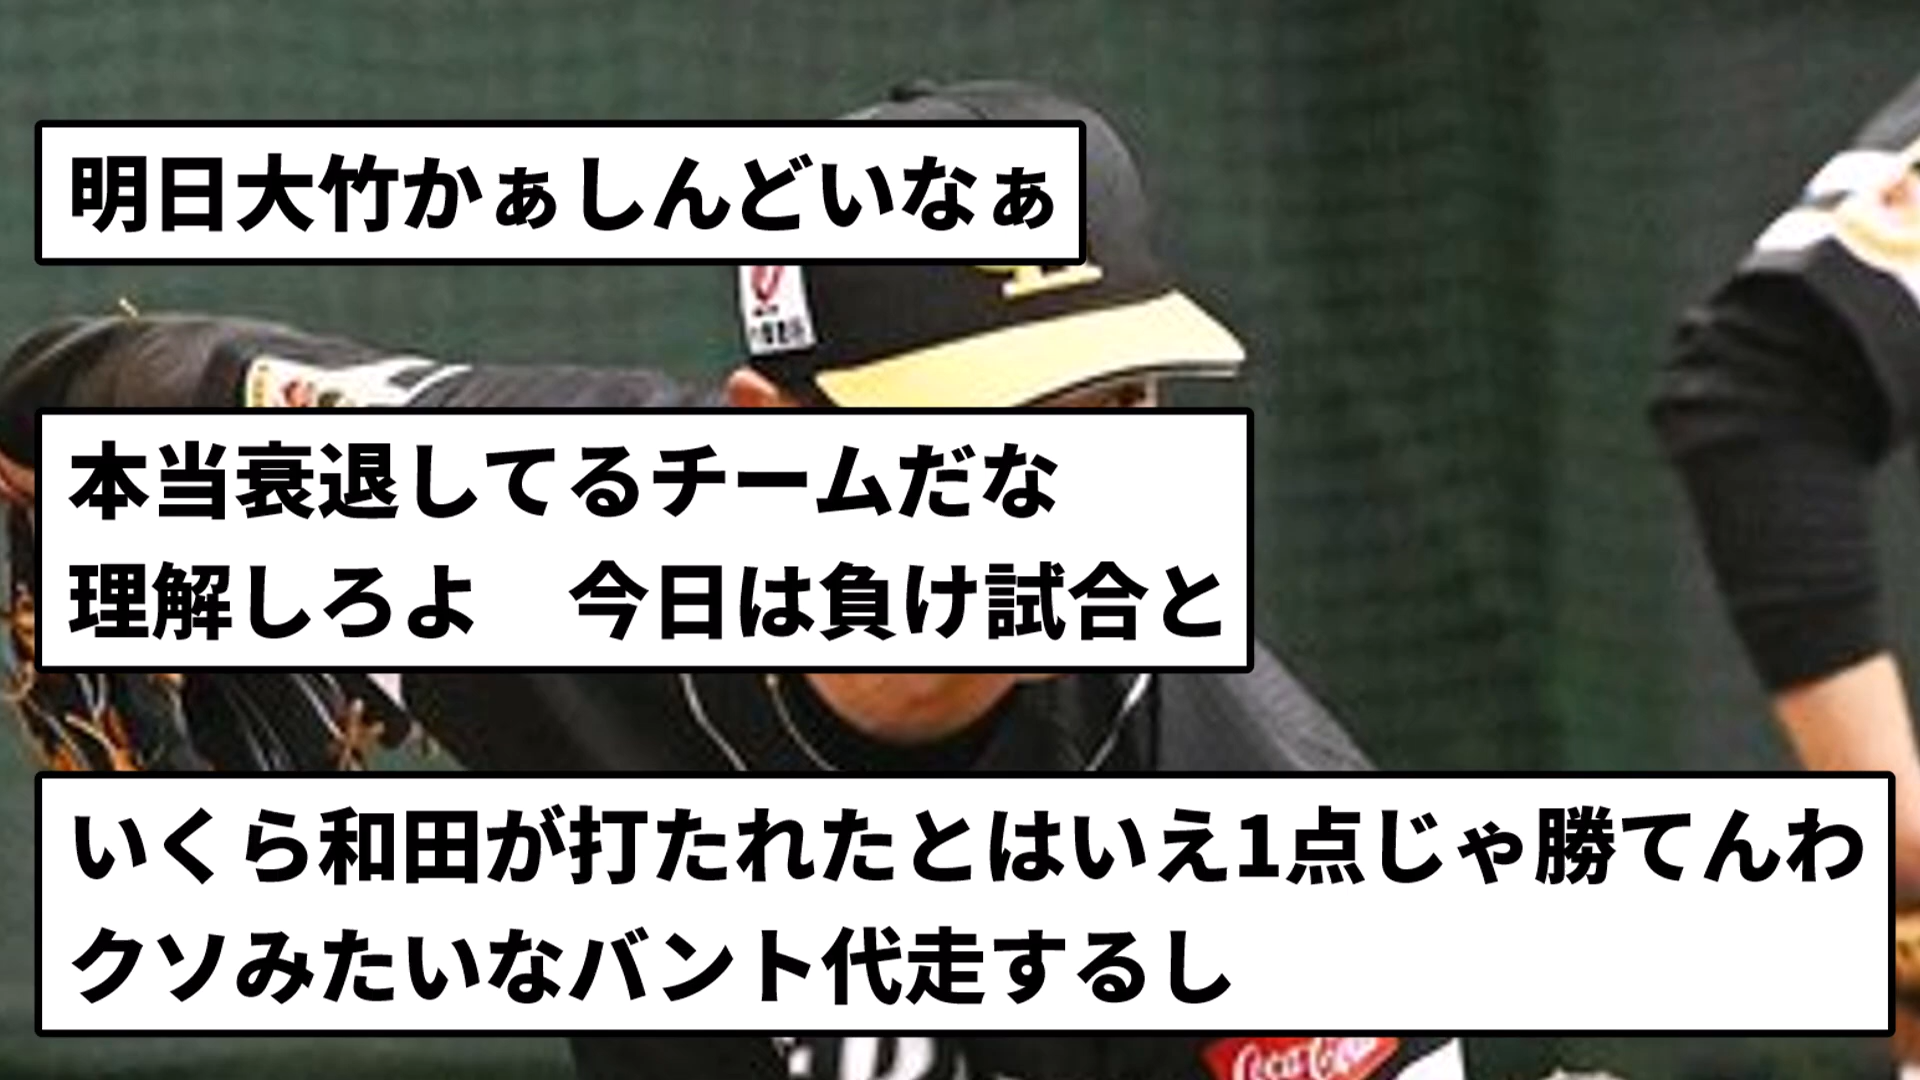 明日大竹かぁしんどいなぁ
本当衰退してるチームだな
理解しろよ　今日は負け試合と
いくら和田が打たれたとはいえ1点じゃ勝てんわ
クソみたいなバント代走するし
Coca-Cola